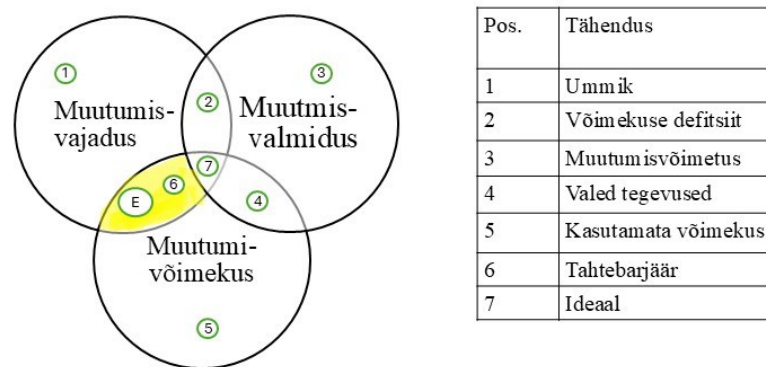 1
Muutumis-
vajadus
2
3
Muutmis-
valmidus
7
6
E
4
Muutumi-
võimekus
5
Pos. Tähendus
1 Ummik
2 Võimekuse defitsiit
3 Muutumisvõimetus
4 Valed tegevused
5 Kasutamata võimekus
6 Tahtebarjäär
7 Ideaal